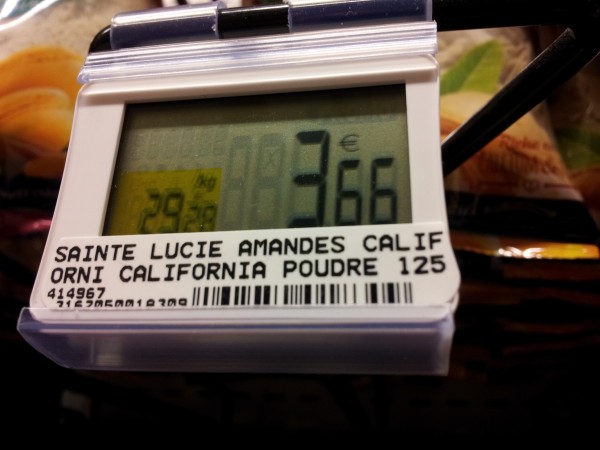 €
3,66
/kg
29,28
SAINTE LUCIE AMANDES CALIF
ORNI CALIFORNIA POUDRE 125
414967